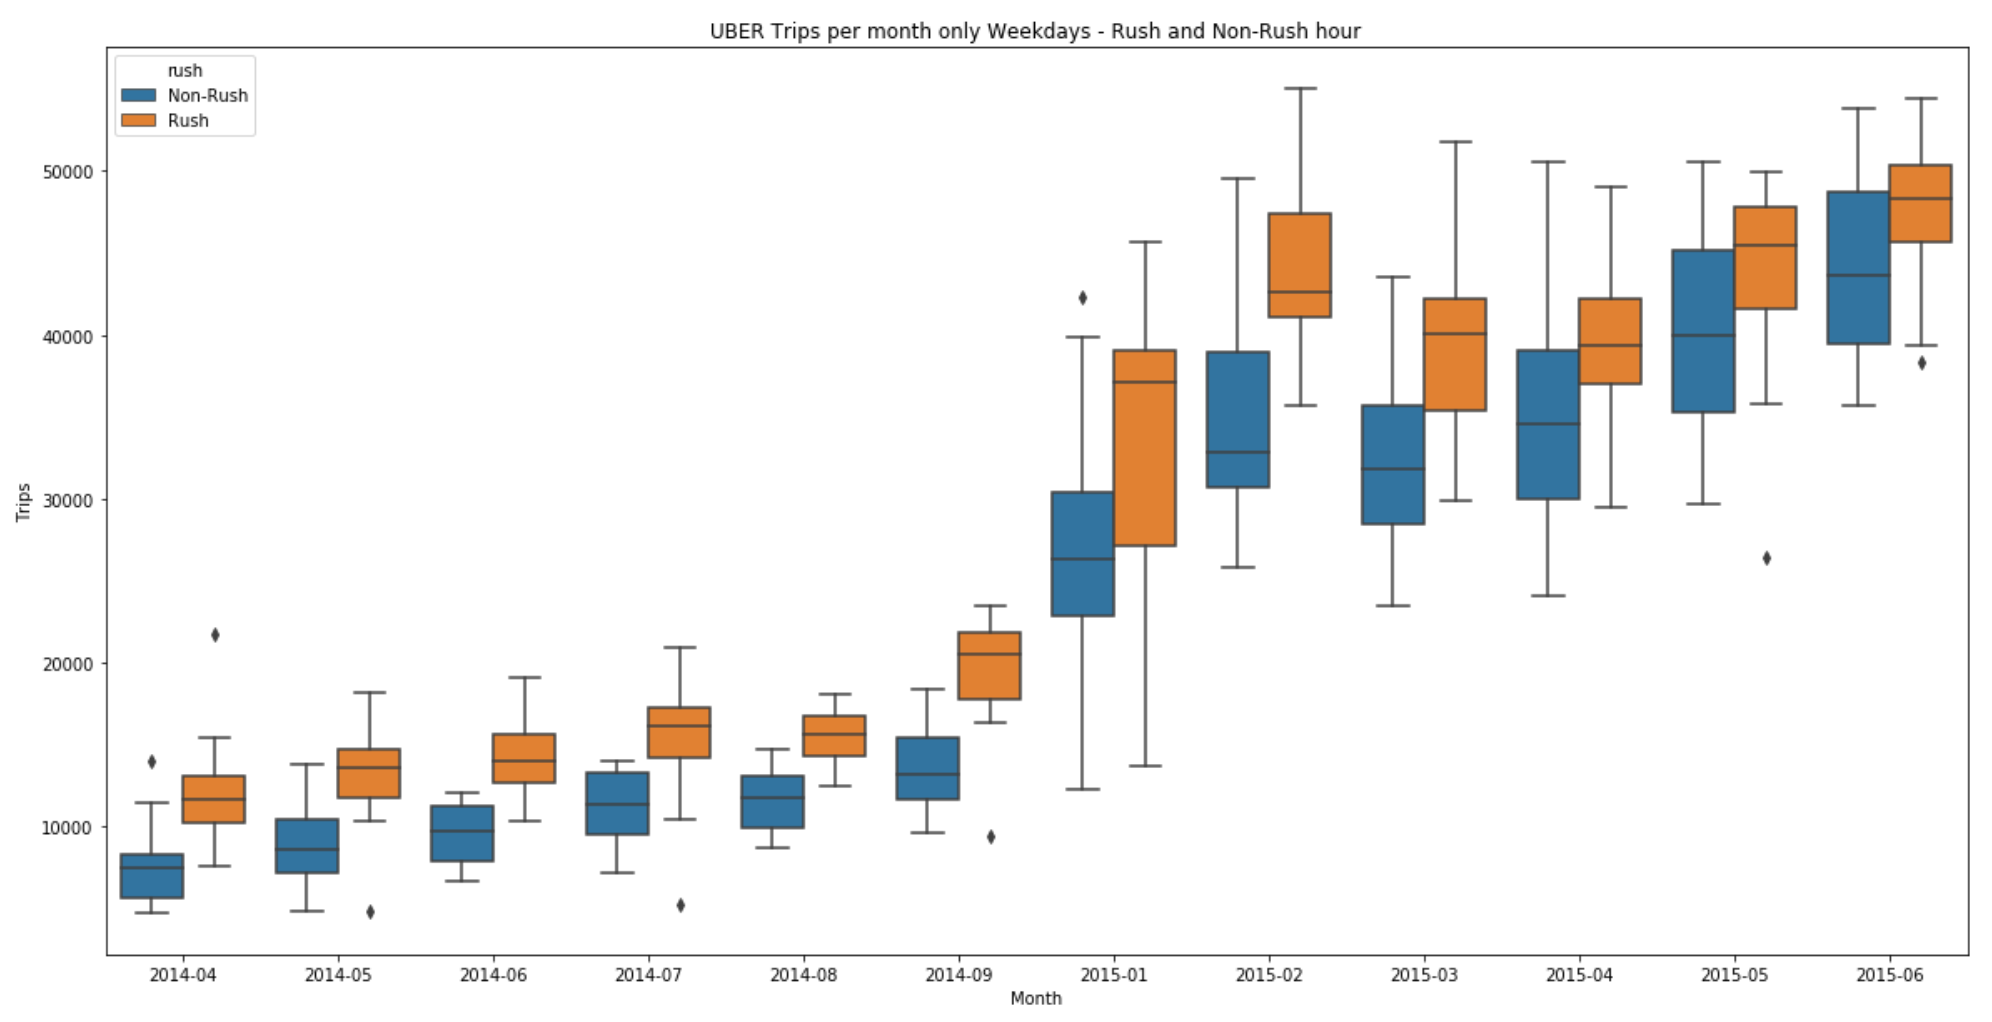 UBER Trips per month only Weekdays - Rush and Non-Rush hour
rush
Non-Rush
Rush
Trips
50000
40000
30000
20000
10000
2014-04 2014-05 2014-06 2014-07 2014-08 2014-09 2015-01 2015-02 2015-03 2015-04 2015-05 2015-06
Month